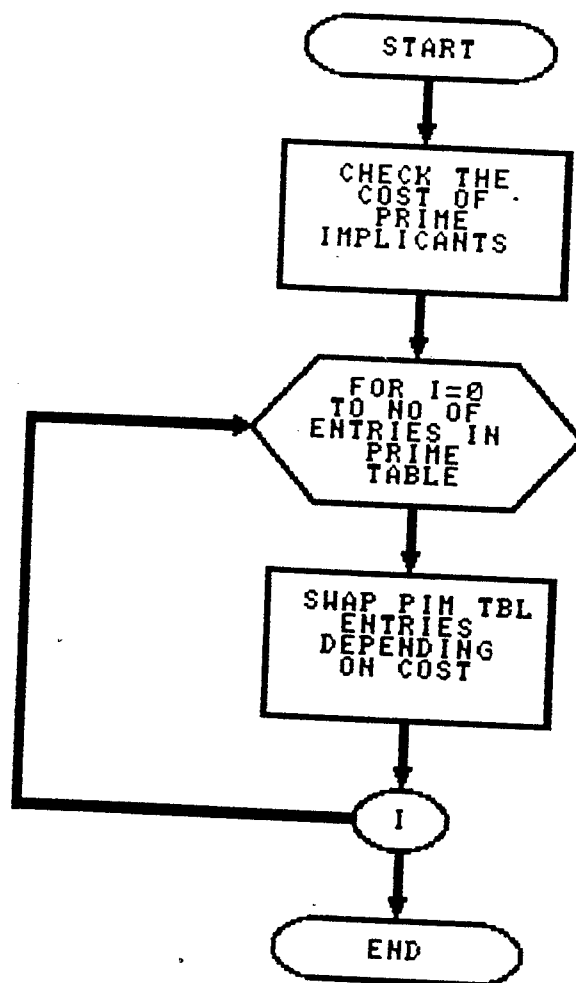 START
CHECK THE
COST OF
PRIME
IMPLICANTS
FOR I=0
TO NO OF
ENTRIES IN
PRIME
TABLE
SWAP PIM TBL
ENTRIES
DEPENDING
ON COST
I
END